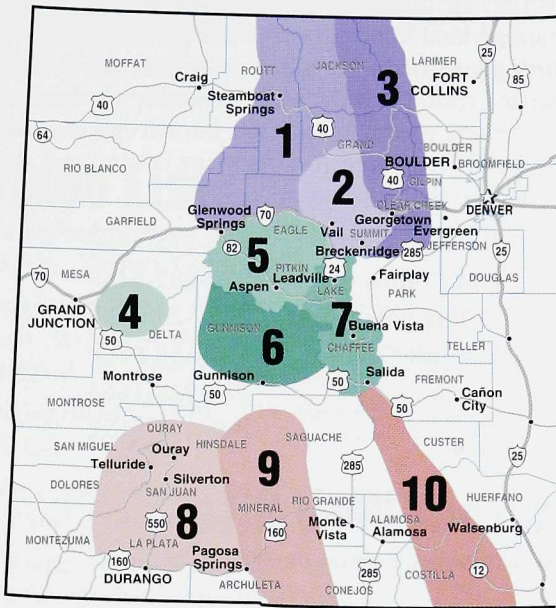 MOFFAT
ROUTT
JACKSON
LARIMER
25
85
Craig
3
FORT
COLLINS
Steamboat
Springs
40
1
40
64
GRAND
BOULDER
BOULDER
BROOMFIELD
RIO BLANCO
2
40
GILPIN
CLEAR CREEK
DENVER
Glenwood
Springs
70
Georgetown
Evergreen
GARFIELD
EAGLE
Vail
SUMMIT
82
5
Breckenridge
285
JEFFERSON
25
70
MESA
PITKIN
24
Leadville
Fairplay
DOUGLAS
Aspen
LAKE
PARK
GRAND
JUNCTION
4
7
Buena Vista
DELTA
GUNNISON
6
CHAFFEE
TELLER
50
Montrose
Gunnison
50
Salida
FREMONT
50
50
Cañon
City
MONTROSE
OURAY
SAN MIGUEL
Ouray
HINSDALE
SAGUACHE
CUSTER
Telluride
9
285
25
DOLORES
Silverton
10
SAN JUAN
MINERAL
RIO GRANDE
HUERFANO
550
8
Monte
Vista
ALAMOSA
Alamosa
Walsenburg
MONTEZUMA
LA PLATA
160
160
Pagosa
Springs
DURANGO
285
12
ARCHULETA
CONEJOS
COSTILLA